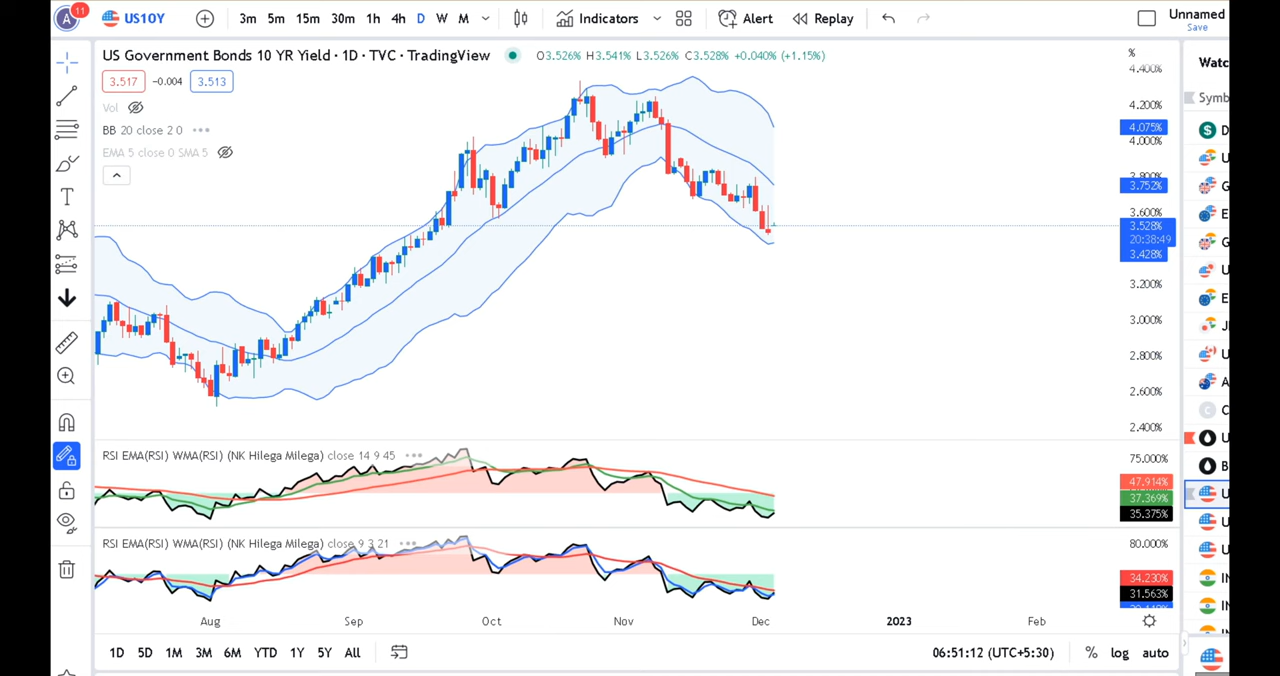 A 11 US10Y 3m 5m 15m 30m 1h 4h D W M Indicators Alert Replay Unnamed
Save
US Government Bonds 10 YR Yield · 1D · TVC · TradingView O3.526% H3.541% L3.526% C3.528% +0.040% (+1.15%) % Watc
3.517 -0.004 3.513
4.400%
Symb
Vol
4.200%
BB 20 close 2 0
4.075%
D
4.000%
EMA 5 close 0 SMA 5
U
3.800%
3.752%
G
3.600%
E
3.528%
20:38:49
G
3.428%
U
3.200%
E
3.000%
J
2.800%
U
2.600%
A
2.400%
C
U
RSI EMA(RSI) WMA(RSI) (NK Hilega Milega) close 14 9 45 75.000%
B
47.914%
37.369%
U
35.375%
U
RSI EMA(RSI) WMA(RSI) (NK Hilega Milega) close 9 3 21 80.000%
U
34.230%
IN
31.563%
IN
Aug Sep Oct Nov Dec 2023 Feb
1D 5D 1M 3M 6M YTD 1Y 5Y All 06:51:12 (UTC+5:30) % log auto